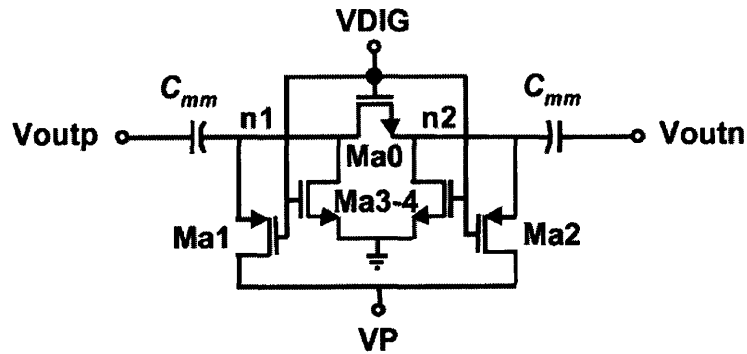 VDIG
Cmm
Cmm
n1
n2
Voutp
Voutn
Ma0
Ma3-4
Ma1
Ma2
VP